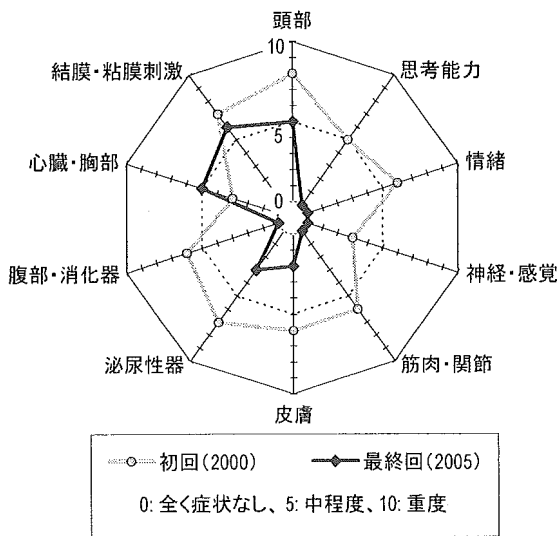 頭部
10
結膜・粘膜刺激
思考能力
5
心臓・胸部
情緒
0
腹部・消化器
神経・感覚
泌尿性器
筋肉・関節
皮膚
初回(2000)
最終回(2005)
0: 全く症状なし、5: 中程度、10: 重度